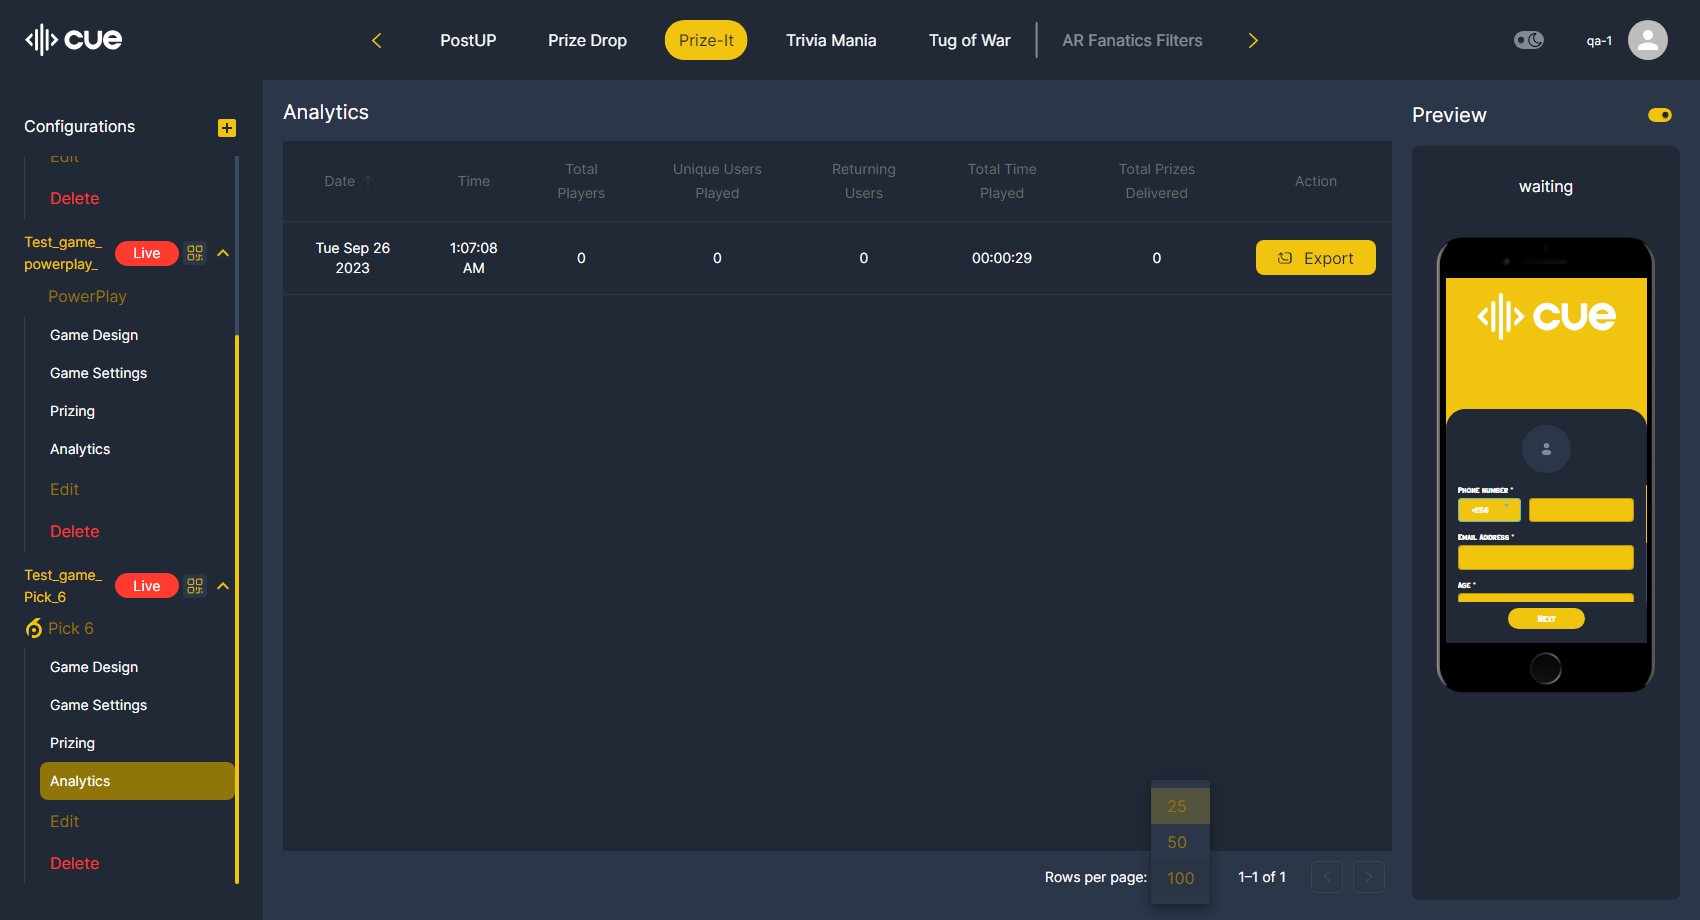 cue
PostUP
Prize Drop
Prize-It
Trivia Mania
Tug of War
AR Fanatics Filters
qa-1
Configurations
Edit
Delete
Test_game_
powerplay_
Live
PowerPlay
Game Design
Game Settings
Prizing
Analytics
Edit
Delete
Test_game_
Pick_6
Live
Pick 6
Game Design
Game Settings
Prizing
Analytics
Edit
Delete
Analytics
Date
Time
Total
Players
Unique Users
Played
Returning
Users
Total Time
Played
Total Prizes
Delivered
Action
Tue Sep 26
2023
1:07:08
AM
0
0
0
00:00:29
0
Export
Rows per page:
25
50
100
1–1 of 1
Preview
waiting
cue
Phone number *
+256
Email Address *
Age *
Next